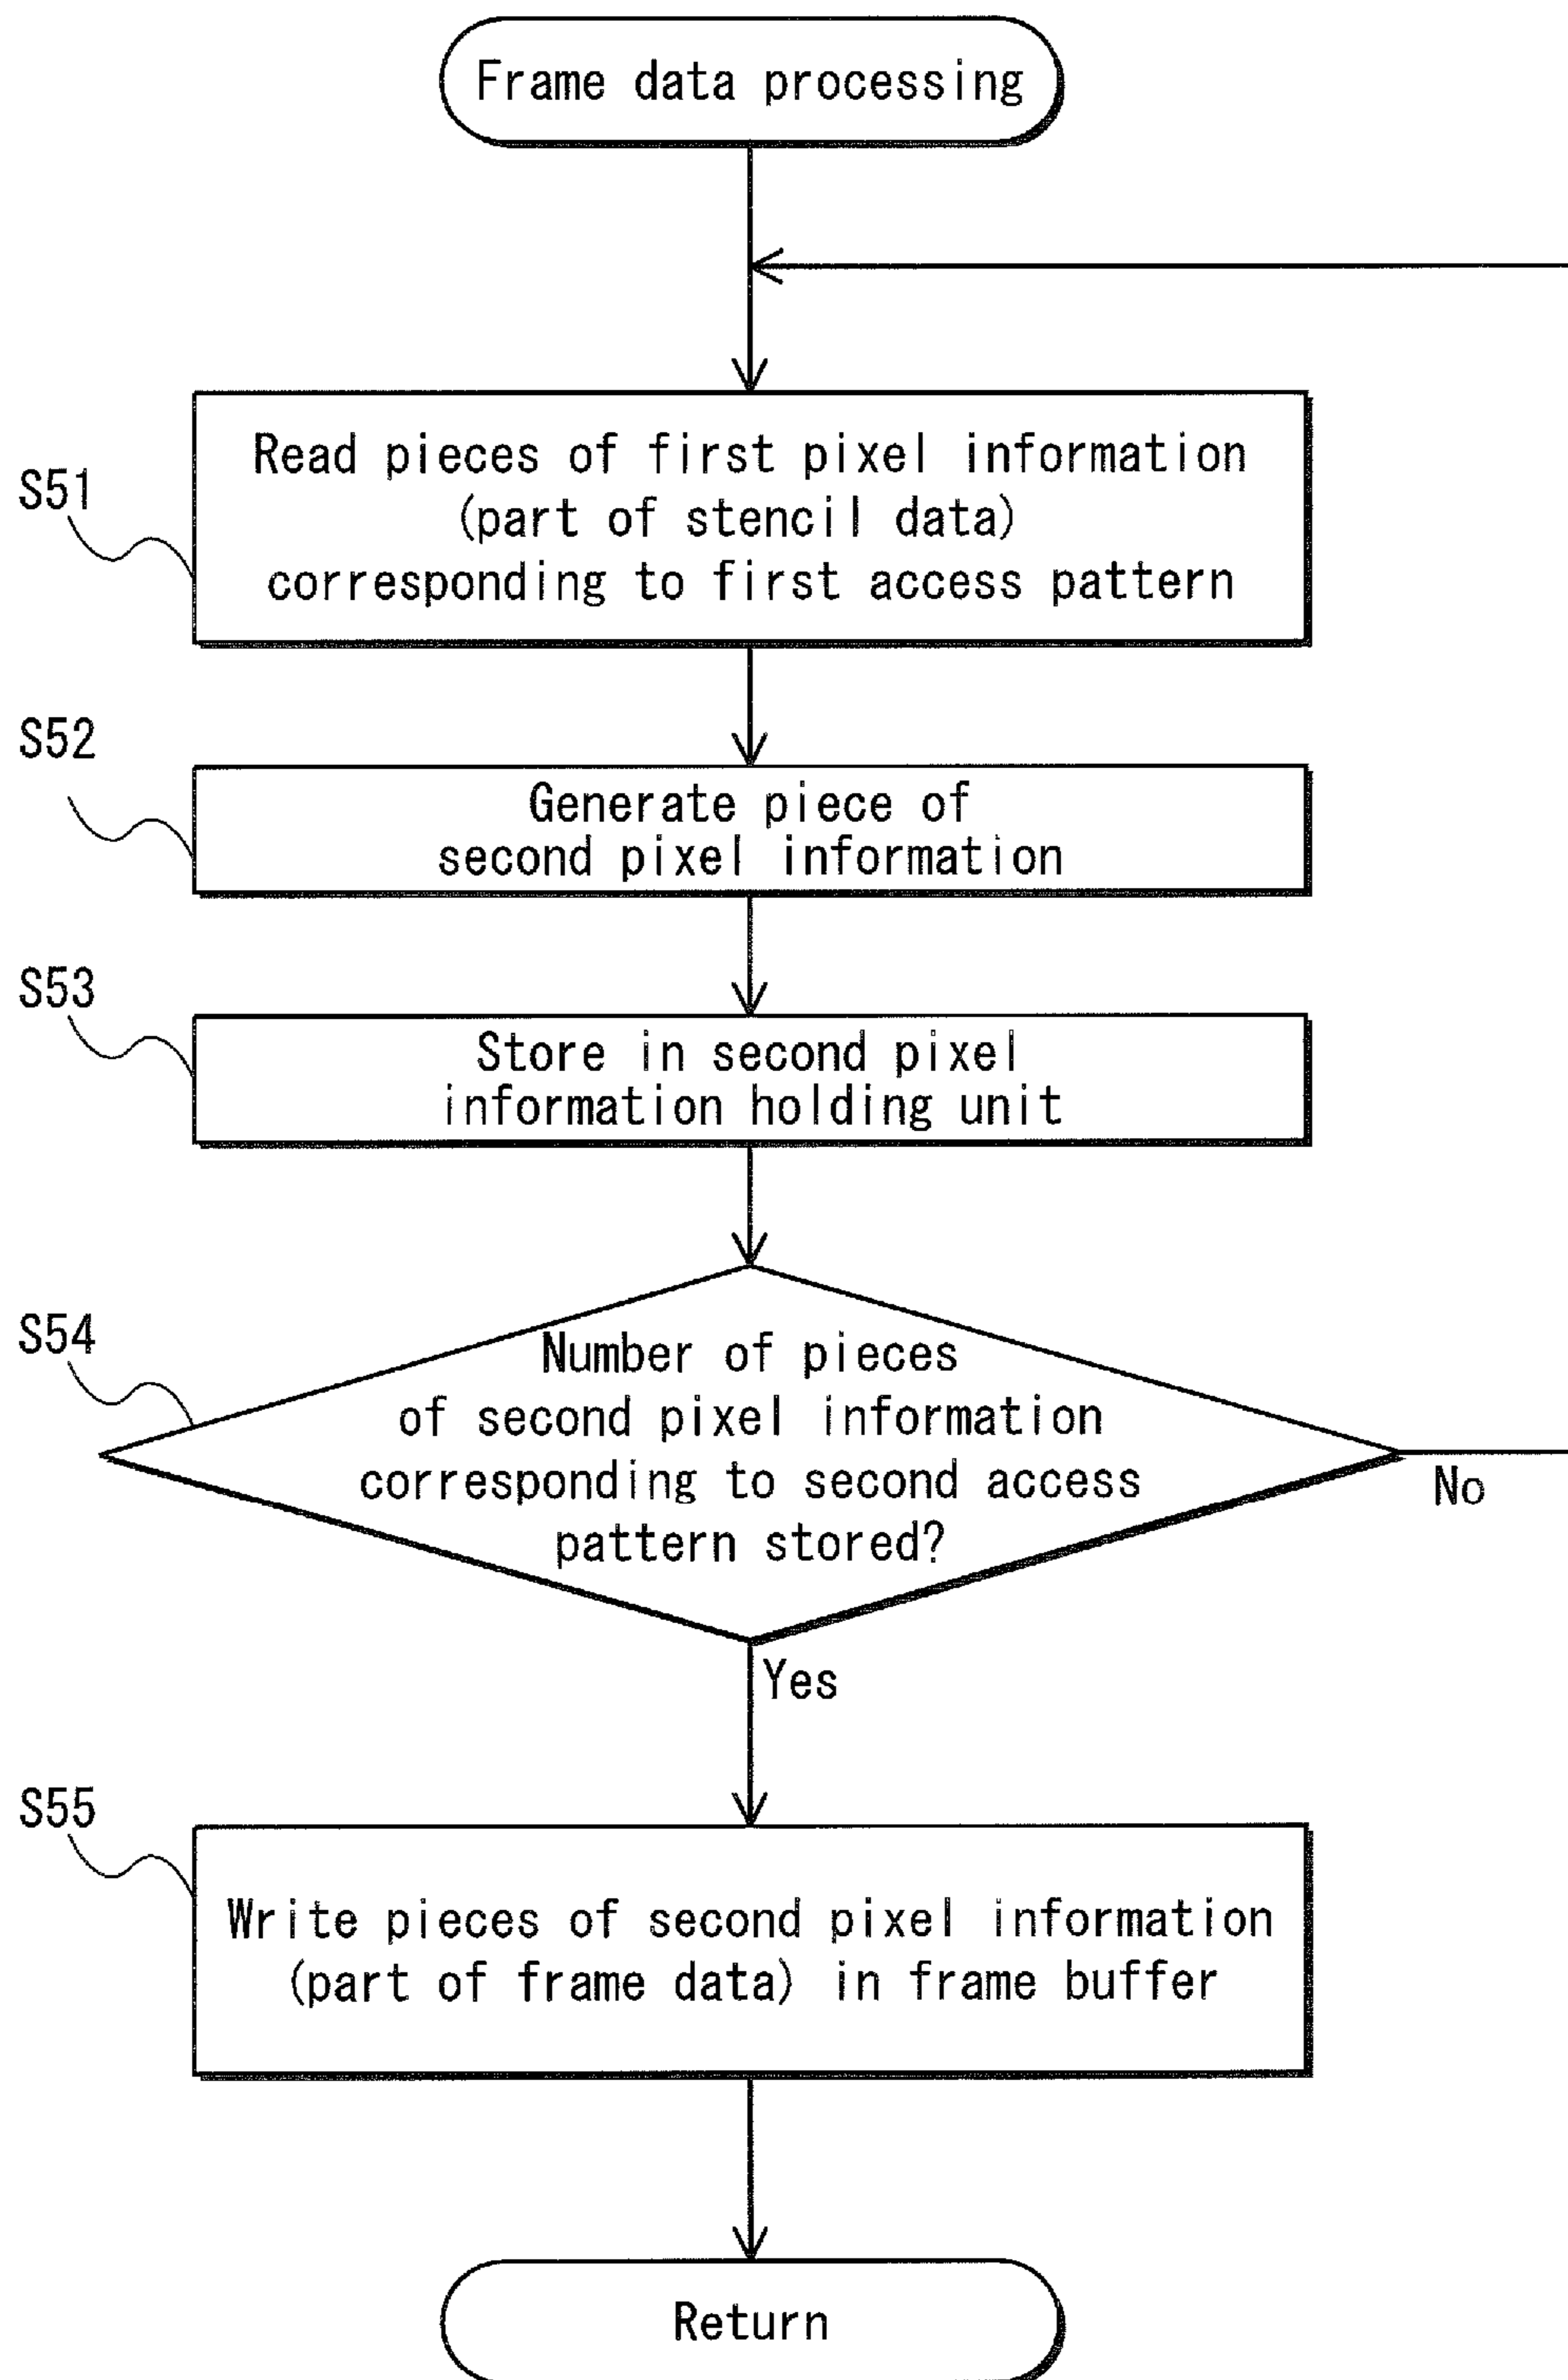 Frame data processing
S51
Read pieces of first pixel information
(part of stencil data)
corresponding to first access pattern
S52
Generate piece of
second pixel information
S53
Store in second pixel
information holding unit
S54
Number of pieces
of second pixel information
corresponding to second access
pattern stored?
No
Yes
S55
Write pieces of second pixel information
(part of frame data) in frame buffer
Return